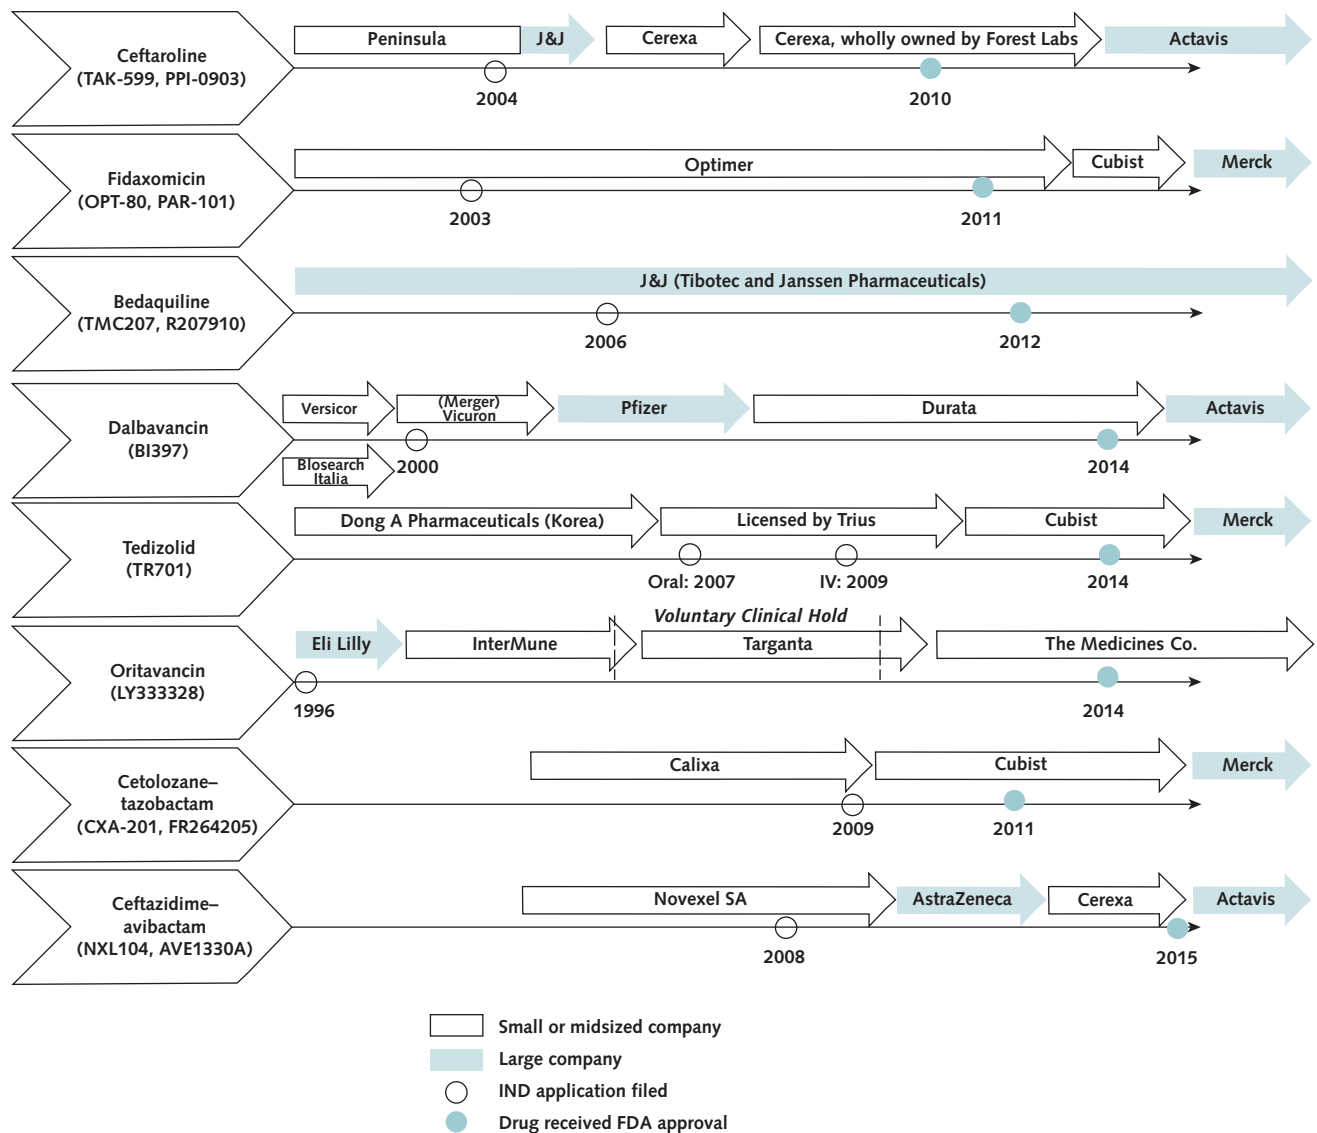 Ceftaroline
(TAK-599, PPI-0903)
Peninsula
J&J
Cerexa
Cerexa, wholly owned by Forest Labs
Actavis
2004
2010
Fidaxomicin
(OPT-80, PAR-101)
Optimer
Cubist
Merck
2003
2011
Bedaquiline
(TMC207, R207910)
J&J (Tibotec and Janssen Pharmaceuticals)
2006
2012
Dalbavancin
(BI397)
Versicor
(Merger)
Vicuron
Pfizer
Durata
Actavis
Blosearch
Italia
2000
2014
Tedizolid
(TR701)
Dong A Pharmaceuticals (Korea)
Licensed by Trius
Cubist
Merck
Oral: 2007
IV: 2009
2014
Oritavancin
(LY333328)
Voluntary Clinical Hold
Eli Lilly
InterMune
Targanta
The Medicines Co.
1996
2014
Cetolozane–
tazobactam
(CXA-201, FR264205)
Calixa
Cubist
Merck
2009
2011
Ceftazidime–
avibactam
(NXL104, AVE1330A)
Novexel SA
AstraZeneca
Cerexa
Actavis
2008
2015
Small or midsized company
Large company
IND application filed
Drug received FDA approval